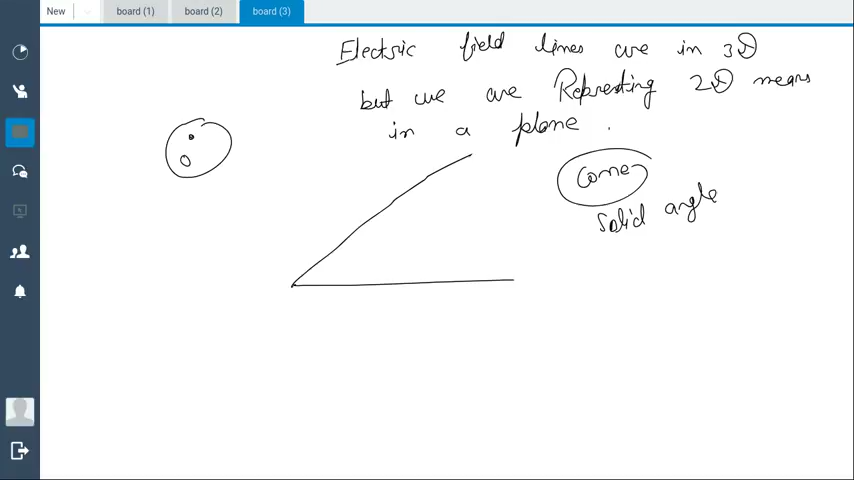 New
board (1)
board (2)
board (3)
Electric field lines are in 3D
but we are Represting 2D means
in a plane .
Cone
Solid angle